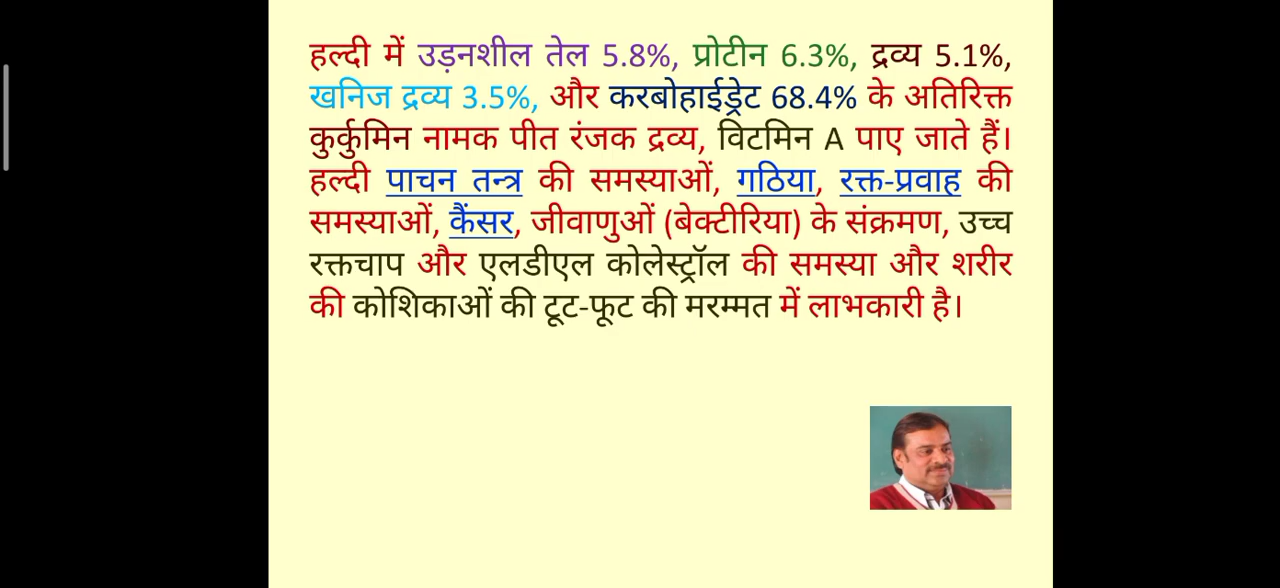 हल्दी में उड़नशील तेल 5.8%, प्रोटीन 6.3%, द्रव्य 5.1%,
खनिज द्रव्य 3.5%, और करबोहाईड्रेट 68.4% के अतिरिक्त
कुर्कुमिन नामक पीत रंजक द्रव्य, विटमिन A पाए जाते हैं।
हल्दी पाचन तन्त्र की समस्याओं, गठिया, रक्त-प्रवाह की
समस्याओं, कैंसर, जीवाणुओं (बेक्टीरिया) के संक्रमण, उच्च
रक्तचाप और एलडीएल कोलेस्ट्रॉल की समस्या और शरीर
की कोशिकाओं की टूट-फूट की मरम्मत में लाभकारी है।